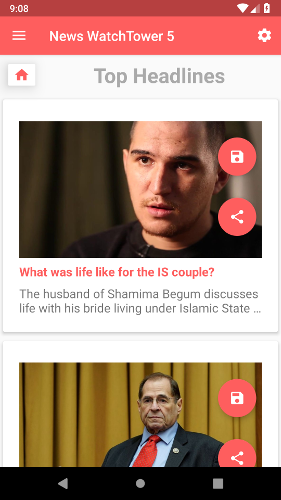 9:08
News WatchTower 5
Top Headlines
What was life like for the IS couple?
The husband of Shamima Begum discusses
life with his bride living under Islamic State ...